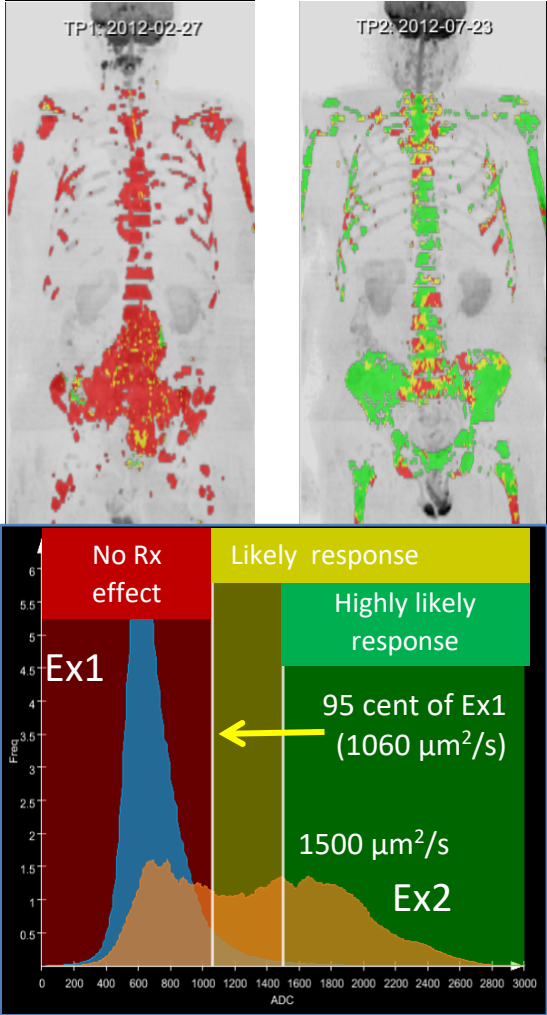 TP1: 2012-02-27
TP2: 2012-07-23
No Rx
effect
Likely response
Highly likely
response
Ex1
95 cent of Ex1
(1060 µm²/s)
1500 µm²/s
Ex2
Freq
6
5.5
5
4.5
4
3.5
3
2.5
2
1.5
1
0.5
0 200 400 600 800 1000 1200 1400 1600 1800 2000 2200 2400 2600 2800 3000
ADC